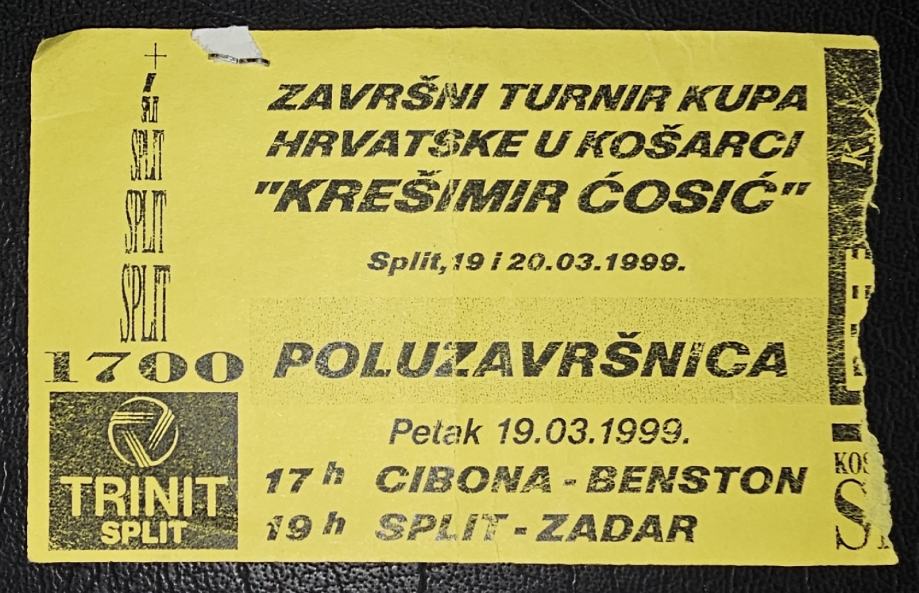 SPLIT
SPLIT
SPLIT
SPLIT
1700
TRINIT
SPLIT
ZAVRŠNI TURNIR KUPA
HRVATSKE U KOŠARCI
"KREŠIMIR ĆOSIĆ"
Split,19 i 20.03.1999.
POLUZAVRŠNICA
Petak 19.03.1999.
17 h CIBONA - BENSTON
19 h SPLIT - ZADAR